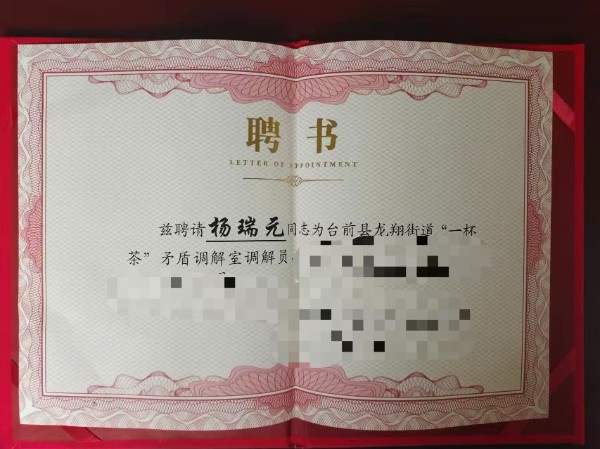 聘书
LETTER OF APPOINTMENT
兹聘请杨瑞元同志为台前县龙翔街道“一杯
茶”矛盾调解室调解员